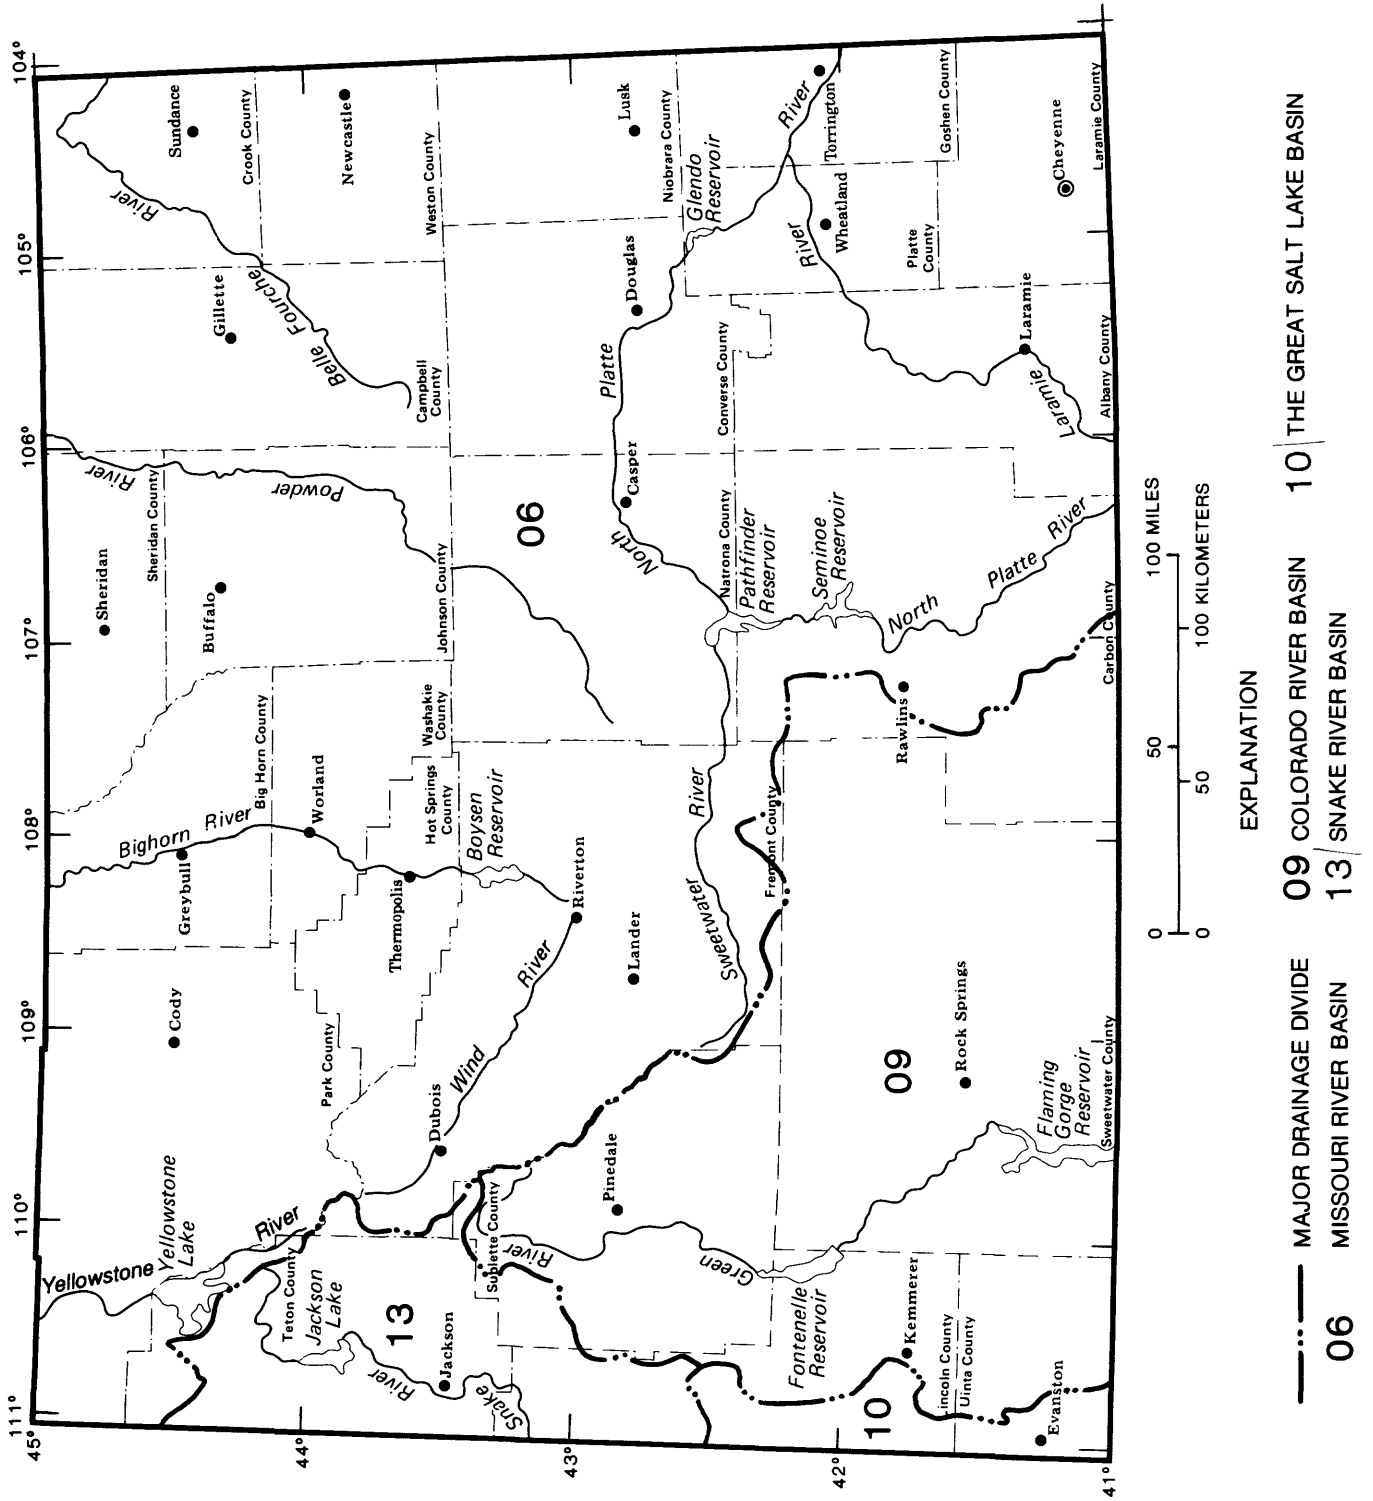 111°
110°
109°
108°
107°
106°
105°
104°
45°
44°
43°
42°
41°
Yellowstone
River
Yellowstone
Lake
Cody
Park County
Greybull
Bighorn River
Big Horn County
Worland
Sheridan
Sheridan County
Buffalo
Johnson County
Powder
River
Gillette
Campbell
County
Belle Fourche
River
Sundance
Crook County
Newcastle
Weston County
Teton County
Jackson
Lake
13
River
Jackson
Snake
Dubois
Wind
River
Thermopolis
Hot Springs
County
Washakie
County
Boysen
Reservoir
Riverton
Lander
06
Casper
North
Platte
Natrona County
Douglas
Converse County
Lusk
Niobrara County
Glendo
Reservoir
River
Torrington
Goshen County
Sublette County
Pinedale
River
Green
Fontenelle
Reservoir
Sweetwater
River
Fremont County
Pathfinder
Reservoir
Seminoe
Reservoir
North
Platte
River
Rawlins
Carbon County
River
Wheatland
Platte
County
Laramie
Laramie
Albany County
Cheyenne
Laramie County
10
Kemmerer
Lincoln County
Uinta County
Evanston
09
Rock Springs
Flaming
Gorge
Reservoir
Sweetwater County
0
50
100 MILES
0
50
100 KILOMETERS
EXPLANATION
MAJOR DRAINAGE DIVIDE
06 MISSOURI RIVER BASIN
09 COLORADO RIVER BASIN
13 SNAKE RIVER BASIN
10 THE GREAT SALT LAKE BASIN